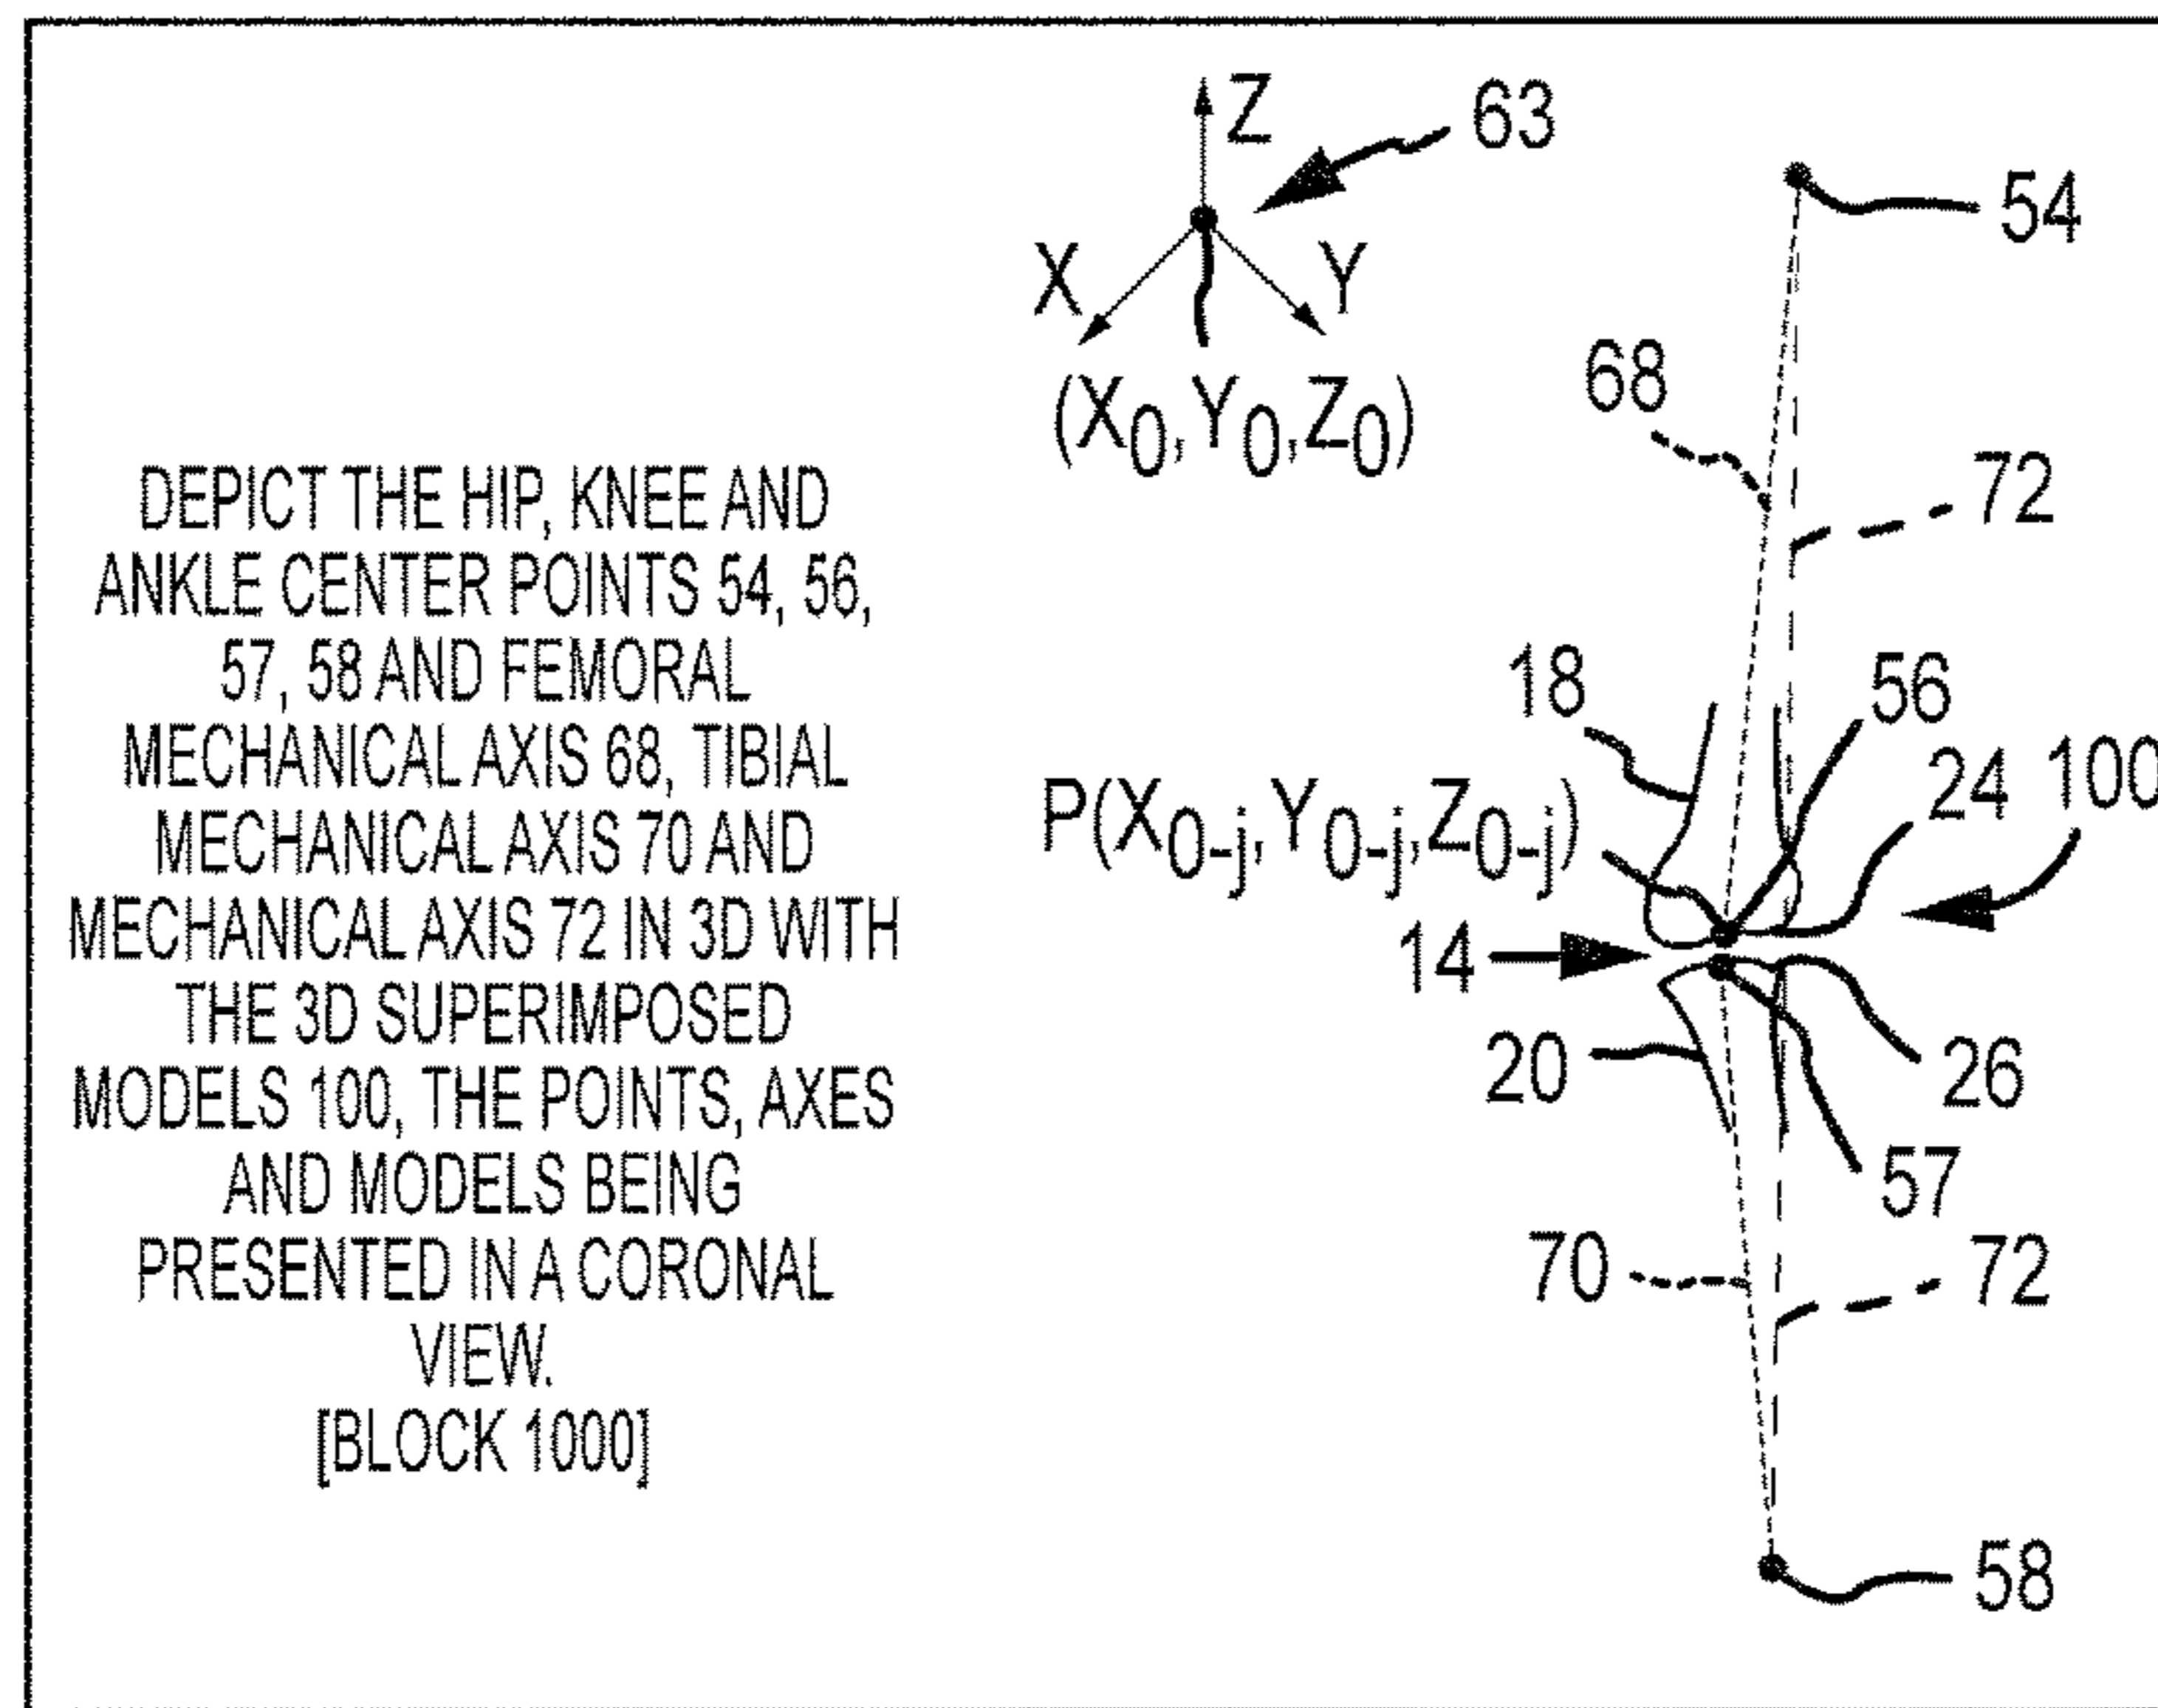 DEPICT THE HIP, KNEE AND
ANKLE CENTER POINTS 54, 56,
57, 58 AND FEMORAL
MECHANICAL AXIS 68, TIBIAL
MECHANICAL AXIS 70 AND
MECHANICAL AXIS 72 IN 3D WITH
THE 3D SUPERIMPOSED
MODELS 100, THE POINTS, AXES
AND MODELS BEING
PRESENTED IN A CORONAL
VIEW.
[BLOCK 1000]
Z
63
X
Y
(X0,Y0,Z0)
54
68
72
18
56
P(X0-j,Y0-j,Z0-j)
24
100
14
20
26
57
70
72
58